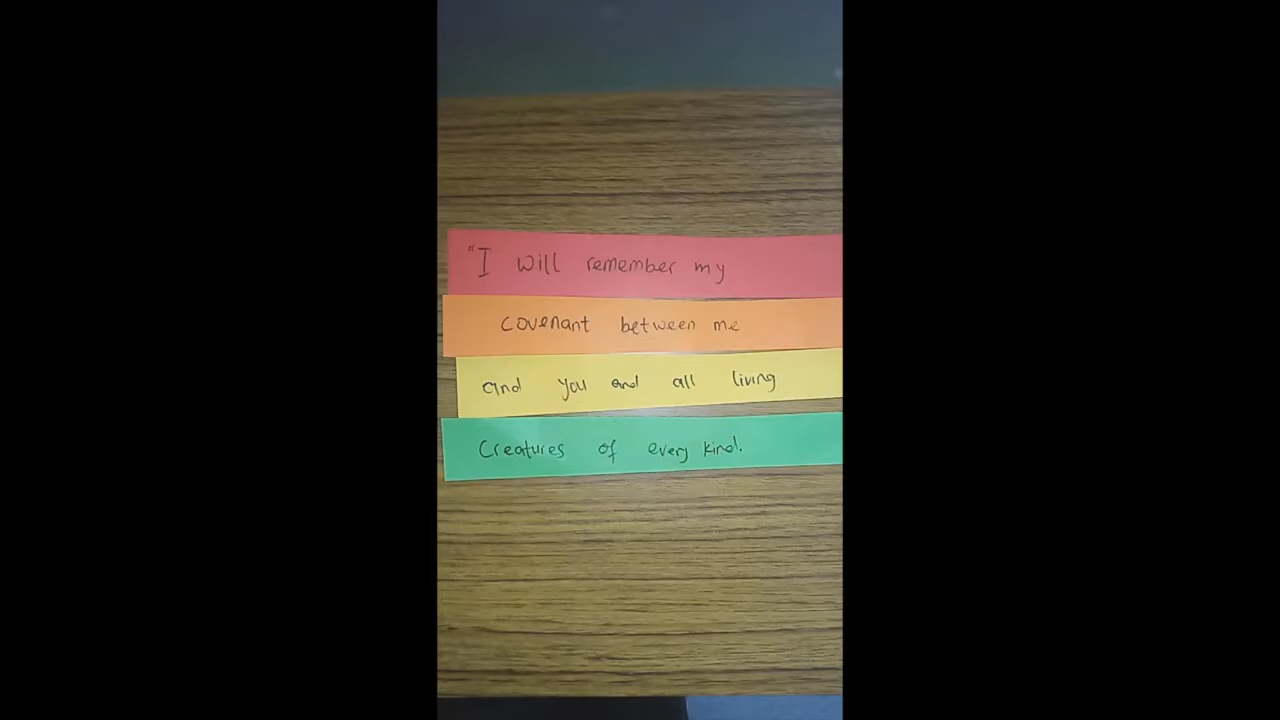 "I will remember my
covenant between me
and you and all living
Creatures of every kind.